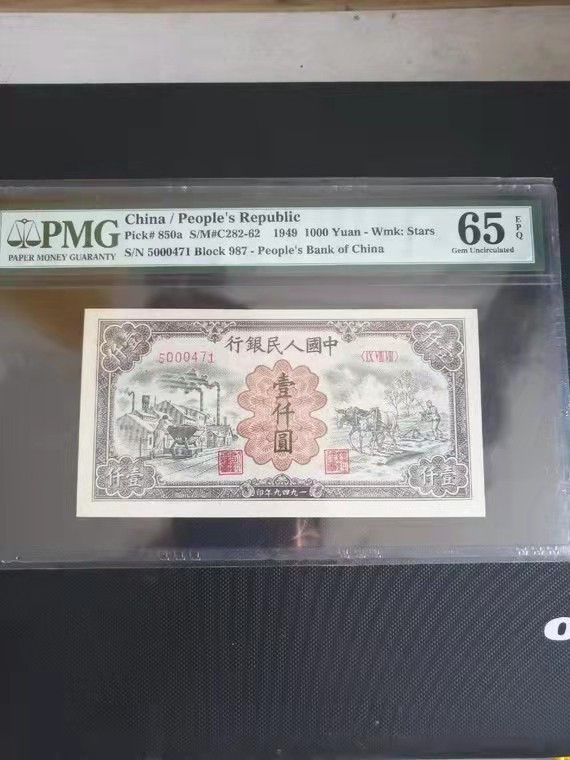 PMG
PAPER MONEY GUARANTY
China / People's Republic
Pick# 850a S/M#C282-62 1949 1000 Yuan - Wmk: Stars
S/N 5000471 Block 987 - People's Bank of China
65 EPQ
Gem Uncirculated
行銀民人國中
5000471
壹仟圓
仟壹
仟壹
印年九四九一